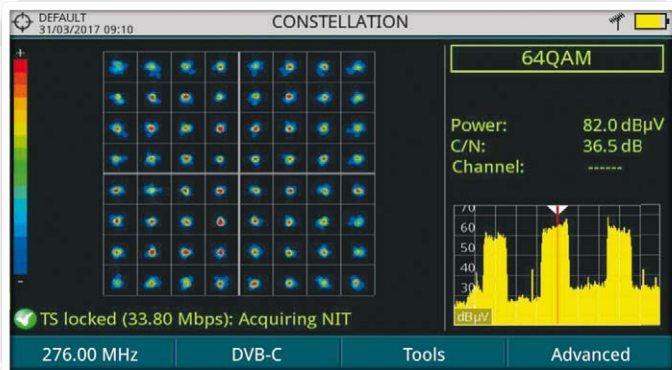 DEFAULT
31/03/2017 09:10
CONSTELLATION
+
64QAM
Power: 82.0 dBµV
C/N: 36.5 dB
Channel: ------
70
60
50
40
30
dBµV
-
TS locked (33.80 Mbps): Acquiring NIT
276.00 MHz
DVB-C
Tools
Advanced